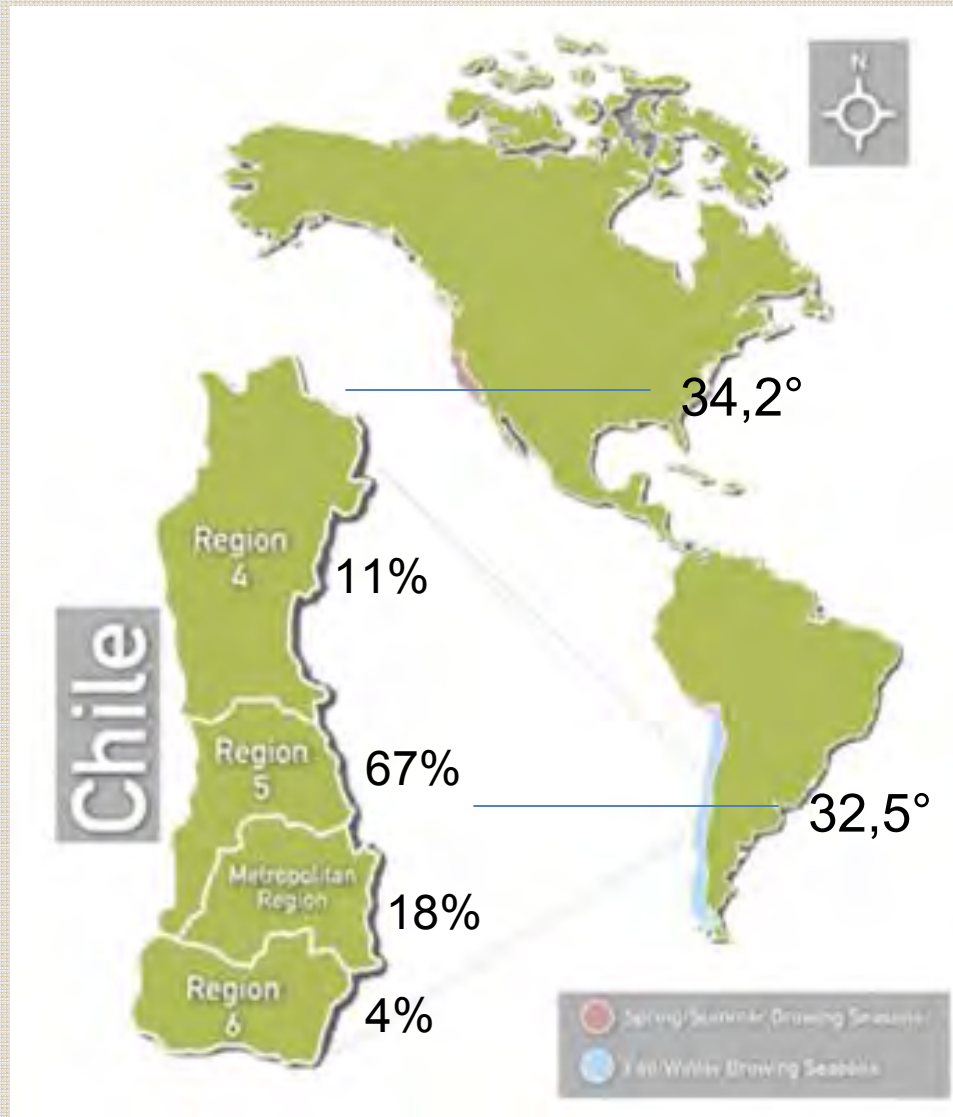 N
34,2°
Region
4
11%
Chile
Region
5
67%
32,5°
Metropolitan
Region
18%
Region
6
4%
Spring/Summer Growing Seasons
Fall/Winter Growing Seasons